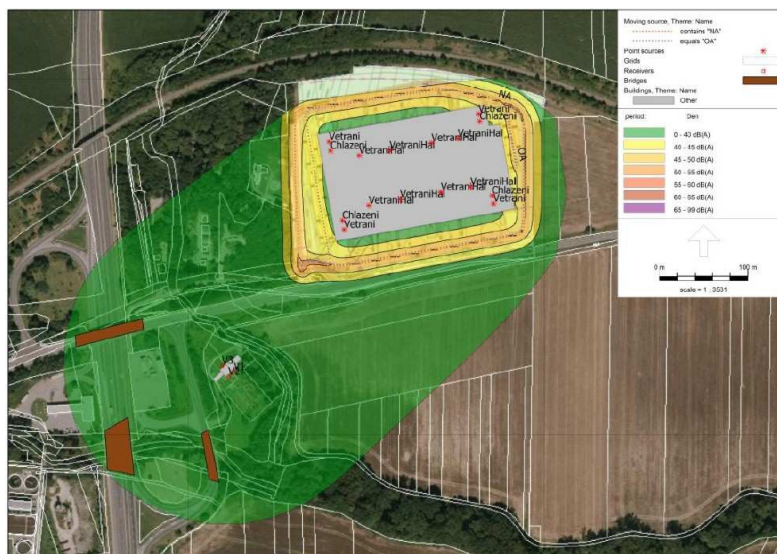 Moving source, Theme: Name
contains "NA"
equals "OA"
Point sources
Grids
Receivers
Bridges
Buildings, Theme: Name
Other
period: Den
0 - 40 dB(A)
40 - 45 dB(A)
45 - 50 dB(A)
50 - 55 dB(A)
55 - 60 dB(A)
60 - 65 dB(A)
65 - 99 dB(A)
0 m 100 m
scale = 1 : 3531
NA
OA
Vetrani
Chlazeni
Vetrani
Chlazeni
VetraniHal
VetraniHal
VetraniHal
VetraniHal
VetraniHal
VetraniHal
VetraniHal
VetraniHal
Chlazeni
Vetrani
Chlazeni
Vetrani